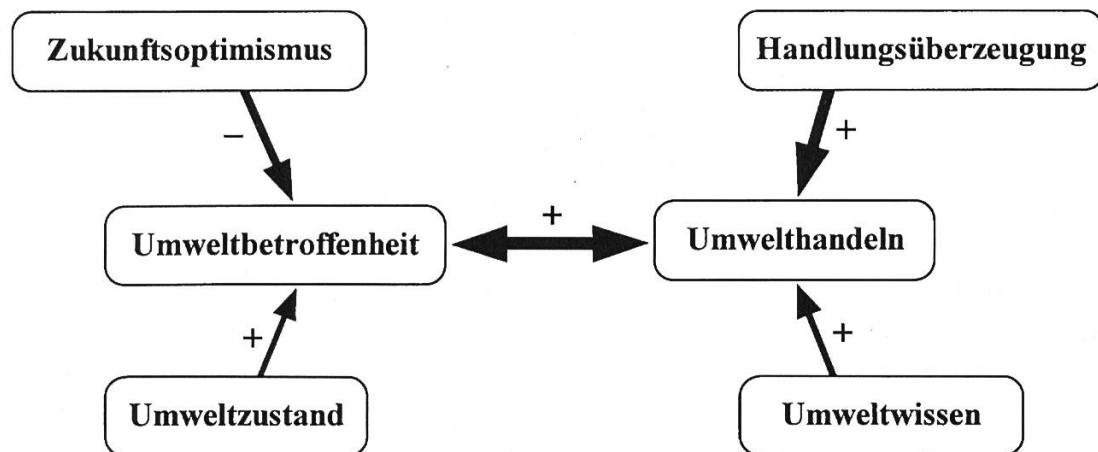 Zukunftsoptimismus
Handlungsüberzeugung
–
+
+
Umweltbetroffenheit
Umwelthandeln
+
+
Umweltzustand
Umweltwissen